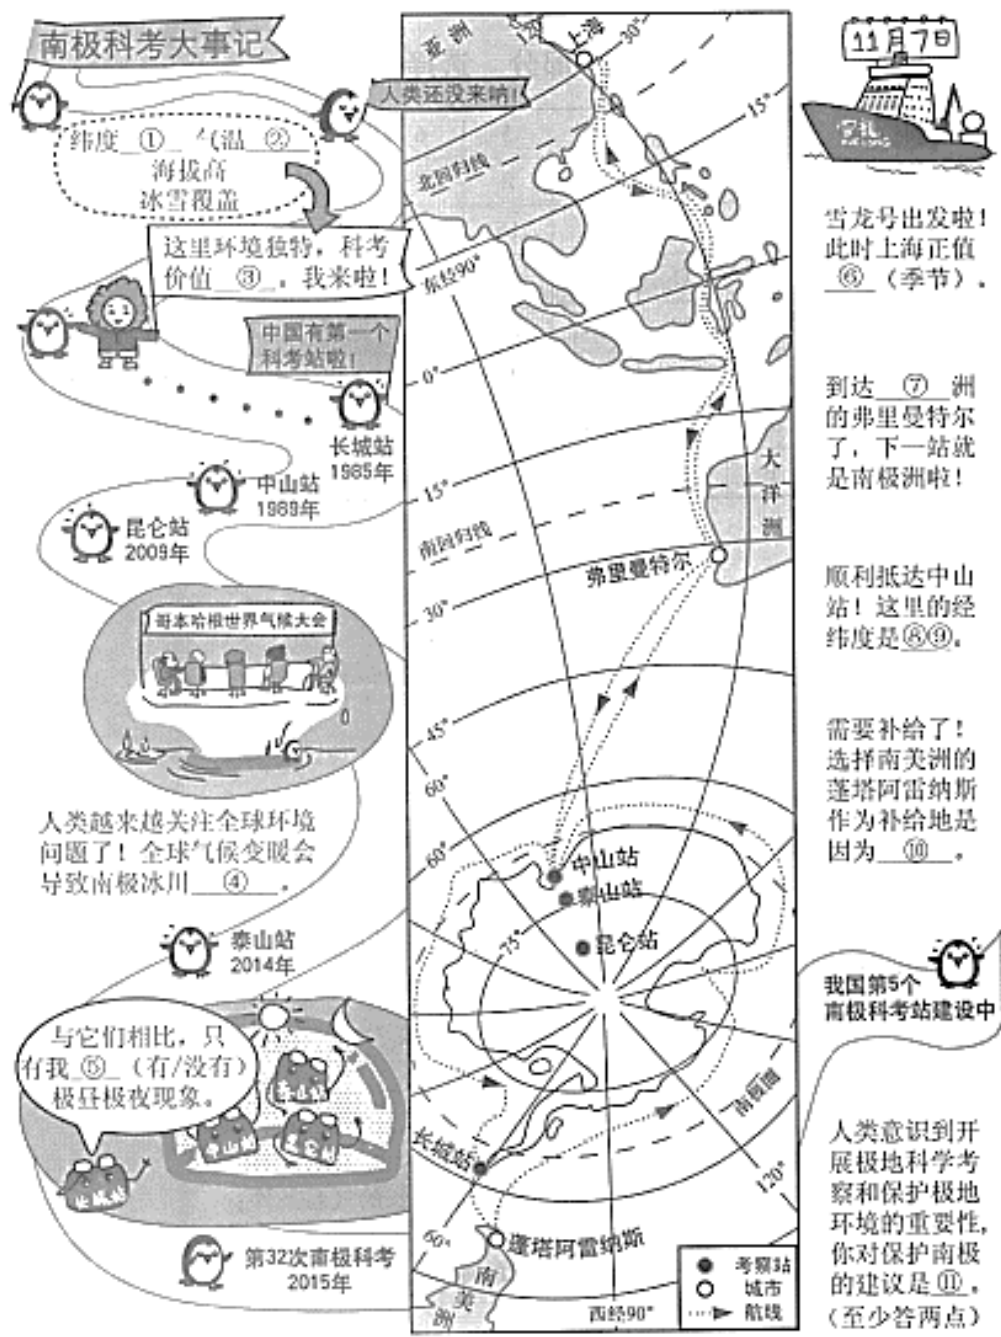 南极科考大事记
人类还没来呐!
纬度 ① 气温 ②
海拔高
冰雪覆盖
这里环境独特，科考
价值 ③ 。我来啦!
中国有第一个
科考站啦!
长城站
1985年
中山站
1989年
昆仑站
2009年
哥本哈根世界气候大会
人类越来越关注全球环境
问题了！全球气候变暖会
导致南极冰川 ④ 。
泰山站
2014年
与它们相比，只
有我 ⑤ （有/没有）
极昼极夜现象。
泰山站
中山站
昆仑站
长城站
第32次南极科考
2015年
亚洲
120°
上海
30°
15°
北回归线
东经90°
0°
15°
大洋洲
南回归线
弗里曼特尔
30°
45°
60°
60°
中山站
泰山站
75°
昆仑站
南极圈
长城站
120°
60°
蓬塔阿雷纳斯
南美洲
西经90°
考察站
城市
航线
11月7日
雪龙
雪龙号出发啦!
此时上海正值
⑥ （季节）。
到达 ⑦ 洲
的弗里曼特尔
了，下一站就
是南极洲啦!
顺利抵达中山
站！这里的经
纬度是⑧⑨。
需要补给了!
选择南美洲的
蓬塔阿雷纳斯
作为补给地是
因为 ⑩ 。
我国第5个
南极科考站建设中
人类意识到开
展极地科学考
察和保护极地
环境的重要性,
你对保护南极
的建议是⑪。
（至少答两点）